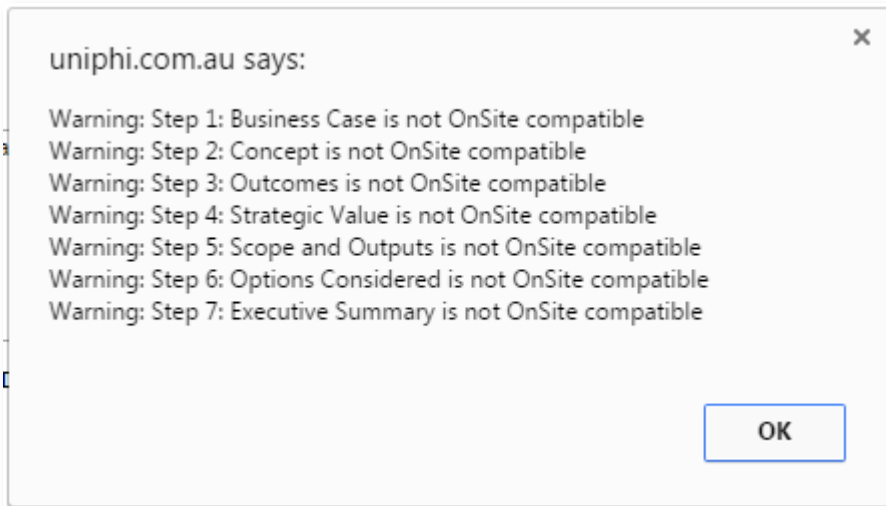 uniphi.com.au says:
Warning: Step 1: Business Case is not OnSite compatible
Warning: Step 2: Concept is not OnSite compatible
Warning: Step 3: Outcomes is not OnSite compatible
Warning: Step 4: Strategic Value is not OnSite compatible
Warning: Step 5: Scope and Outputs is not OnSite compatible
Warning: Step 6: Options Considered is not OnSite compatible
Warning: Step 7: Executive Summary is not OnSite compatible
OK